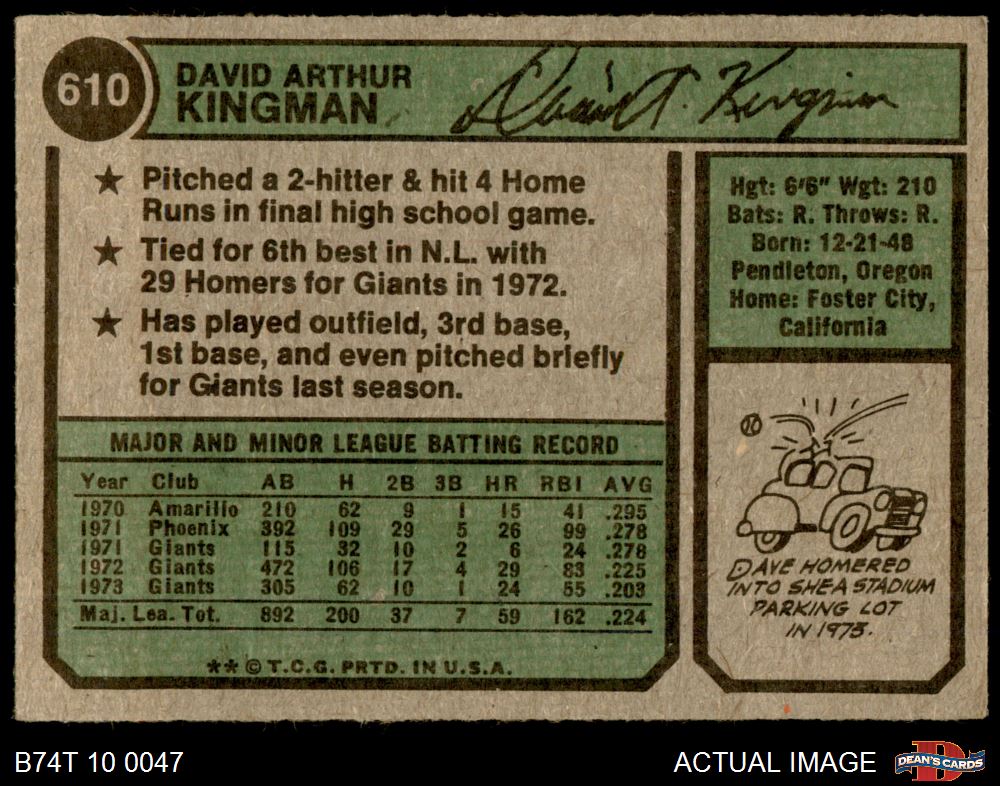 610
DAVID ARTHUR
KINGMAN
David A. Kingman
★ Pitched a 2-hitter & hit 4 Home
Runs in final high school game.
★ Tied for 6th best in N.L. with
29 Homers for Giants in 1972.
★ Has played outfield, 3rd base,
1st base, and even pitched briefly
for Giants last season.
Hgt: 6'6" Wgt: 210
Bats: R. Throws: R.
Born: 12-21-48
Pendleton, Oregon
Home: Foster City,
California
MAJOR AND MINOR LEAGUE BATTING RECORD
Year Club AB H 2B 3B HR RBI AVG
1970 Amarillo 210 62 9 1 15 41 .295
1971 Phoenix 392 109 29 5 26 99 .278
1971 Giants 115 32 10 2 6 24 .278
1972 Giants 472 106 17 4 29 83 .225
1973 Giants 305 62 10 1 24 55 .203
Maj. Lea. Tot. 892 200 37 7 59 162 .224
** © T.C.G. PRTD. IN U.S.A.
DAVE HOMERED
INTO SHEA STADIUM
PARKING LOT
IN 1973.
B74T 10 0047
ACTUAL IMAGE
D
DEAN'S CARDS